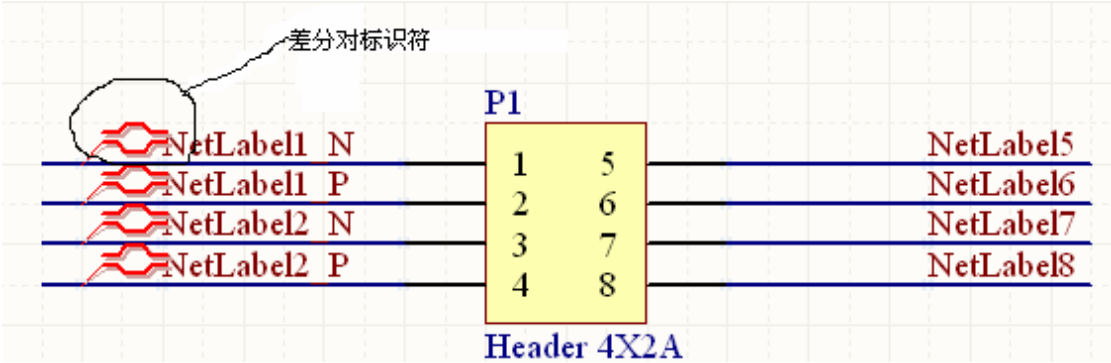 差分对标识符
P1
NetLabel1_N 1 5 NetLabel5
NetLabel1_P 2 6 NetLabel6
NetLabel2_N 3 7 NetLabel7
NetLabel2_P 4 8 NetLabel8
Header 4X2A